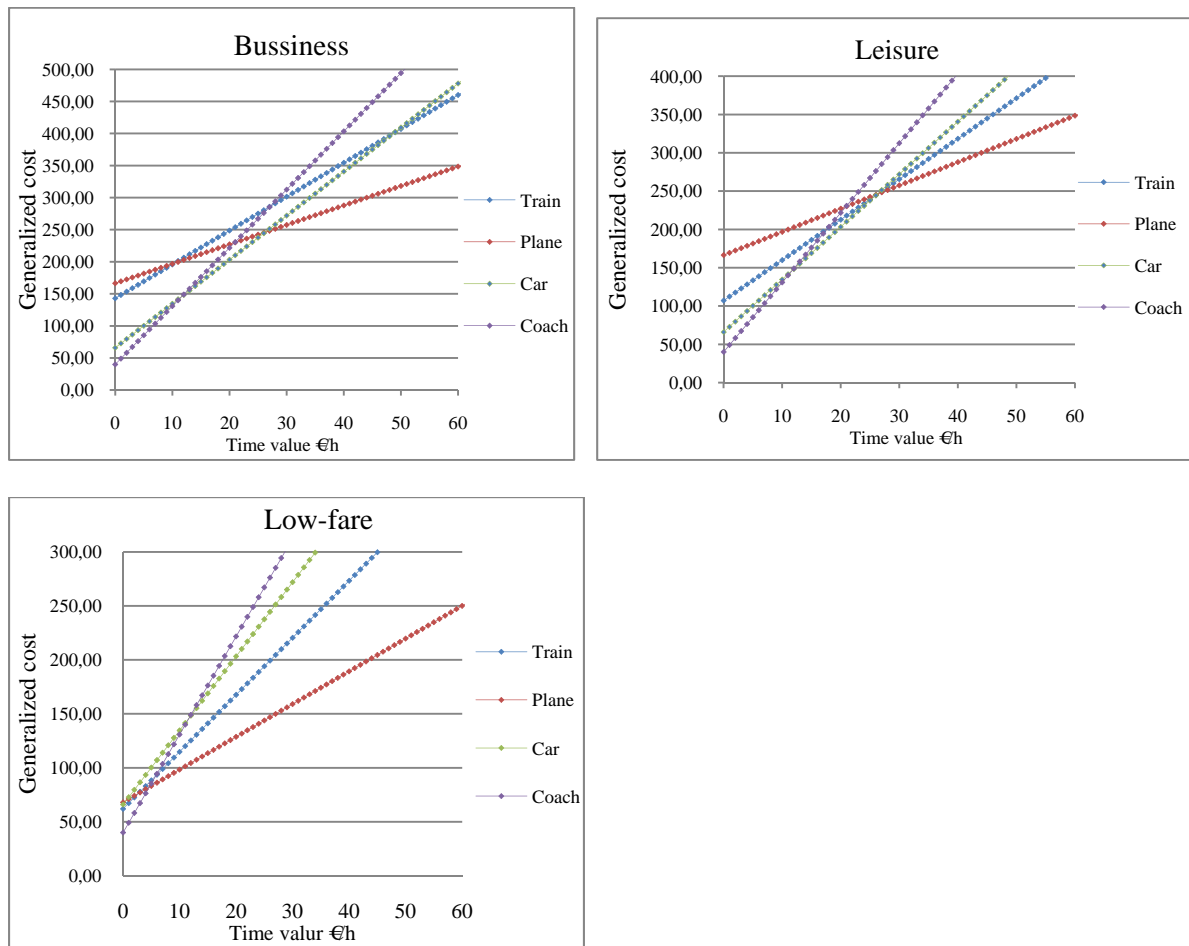 Bussiness
Generalized cost
500,00
450,00
400,00
350,00
300,00
250,00
200,00
150,00
100,00
50,00
0,00
0 10 20 30 40 50 60
Time value €/h
Train
Plane
Car
Coach
Leisure
Generalized cost
400,00
350,00
300,00
250,00
200,00
150,00
100,00
50,00
0,00
0 10 20 30 40 50 60
Time value €/h
Train
Plane
Car
Coach
Low-fare
Generalized cost
300,00
250,00
200,00
150,00
100,00
50,00
0,00
0 10 20 30 40 50 60
Time valur €/h
Train
Plane
Car
Coach